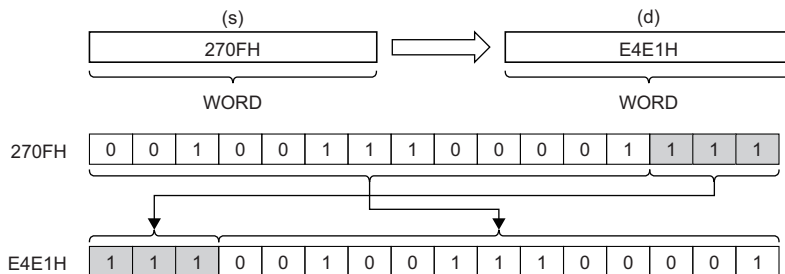 (s) (d)
270FH E4E1H
WORD WORD
270FH 0 0 1 0 0 1 1 1 0 0 0 0 1 1 1 1
E4E1H 1 1 1 0 0 1 0 0 1 1 1 0 0 0 0 1